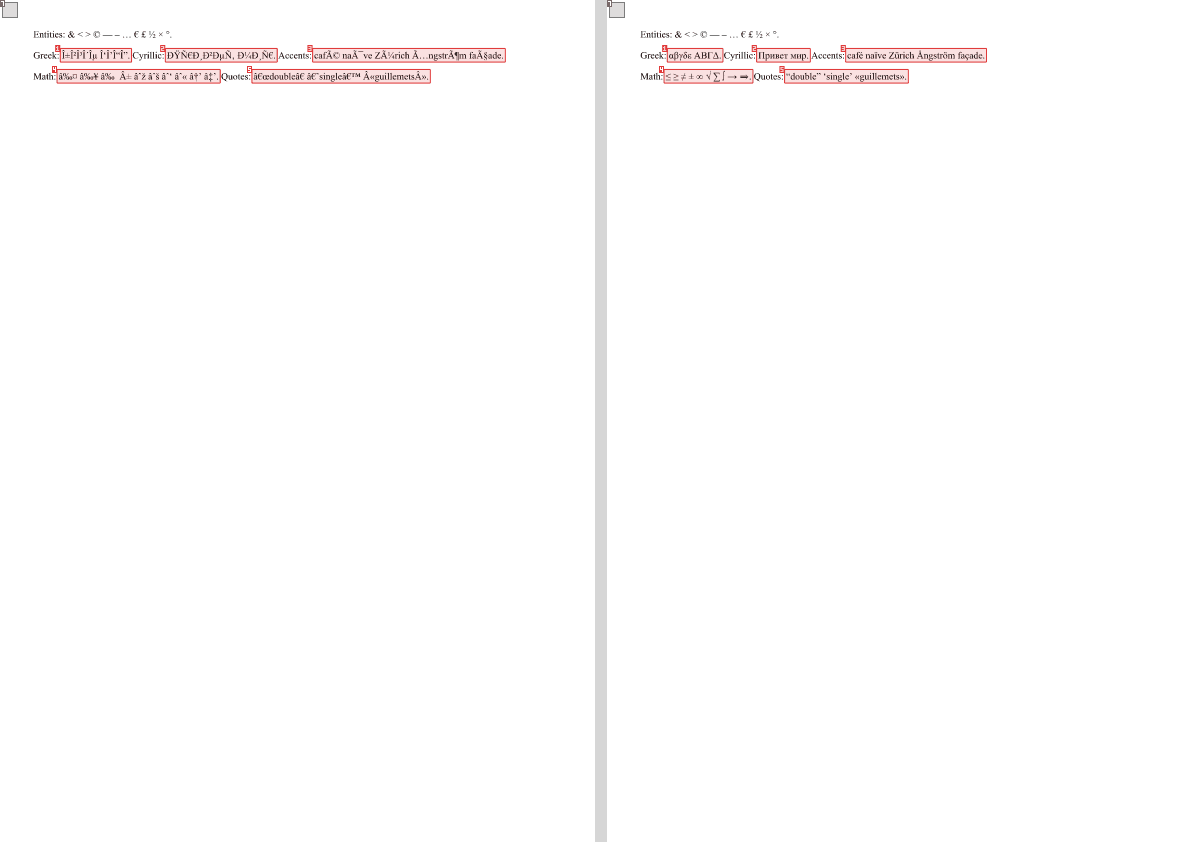 Entities: & < > © — – … € £ ½ × °.
Greek: Î±Î²Î³Î´Îµ Î‘Î’Î“Î”. Cyrillic: ÐŸÑ€Ð¸Ð²ÐµÑ‚ Ð¼Ð¸Ñ€. Accents: cafÃ© naÃ¯ve ZÃ¼rich Ã…ngstrÃ¶m faÃ§ade.
Math: â‰¤ â‰¥ â‰  Â± âˆž âˆš âˆ‘ âˆ« â†’ â‡’. Quotes: â€œdoubleâ€ â€˜singleâ€™ Â«guillemetsÂ».
Entities: & < > © — – … € £ ½ × °.
Greek: αβγδε ΑΒΓΔ. Cyrillic: Привет мир. Accents: café naïve Zürich Ångström façade.
Math: ≤ ≥ ≠ ± ∞ √ ∑ ∫ → ⇒. Quotes: “double” ‘single’ «guillemets».